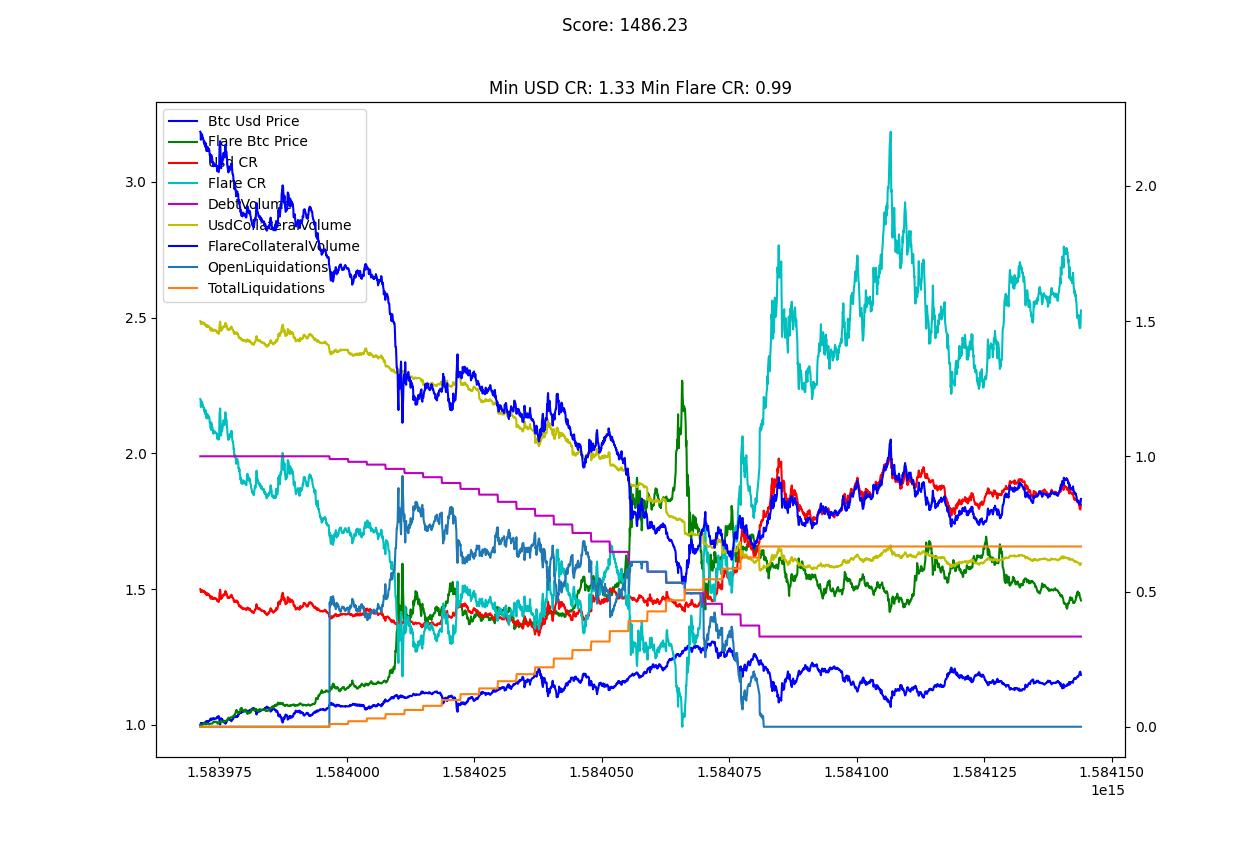 Score: 1486.23
Min USD CR: 1.33 Min Flare CR: 0.99
Btc Usd Price
Flare Btc Price
Usd CR
Flare CR
DebtVolume
UsdCollateralVolume
FlareCollateralVolume
OpenLiquidations
TotalLiquidations
3.0
2.5
2.0
1.5
1.0
2.0
1.5
1.0
0.5
0.0
1.583975
1.584000
1.584025
1.584050
1.584075
1.584100
1.584125
1.584150
1e15